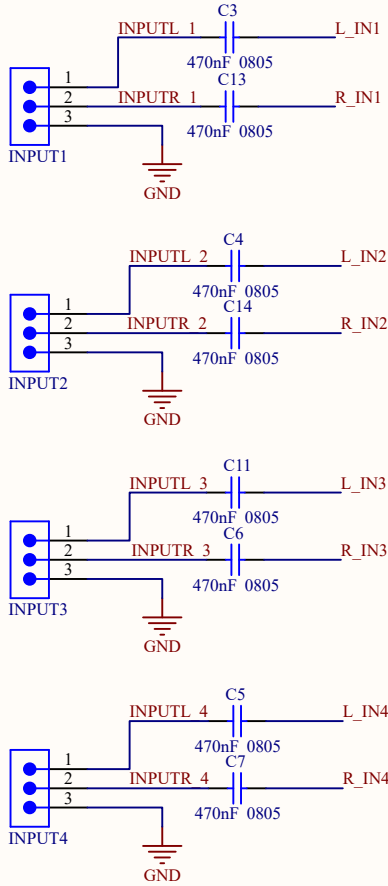 C3
INPUTL_1
L_IN1
470nF 0805
1
C13
2
INPUTR_1
R_IN1
3
470nF 0805
INPUT1
GND
C4
INPUTL_2
L_IN2
470nF 0805
1
C14
2
INPUTR_2
R_IN2
3
470nF 0805
INPUT2
GND
C11
INPUTL_3
L_IN3
470nF 0805
1
C6
2
INPUTR_3
R_IN3
3
470nF 0805
INPUT3
GND
C5
INPUTL_4
L_IN4
470nF 0805
1
C7
2
INPUTR_4
R_IN4
3
470nF 0805
INPUT4
GND